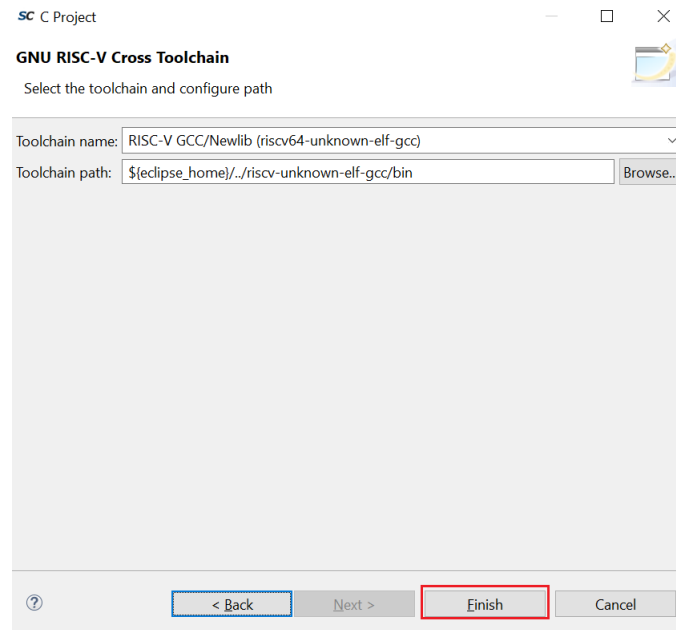 SC C Project
GNU RISC-V Cross Toolchain
Select the toolchain and configure path
Toolchain name: RISC-V GCC/Newlib (riscv64-unknown-elf-gcc)
Toolchain path: ${eclipse_home}/../riscv-unknown-elf-gcc/bin Browse..
? < Back Next > Finish Cancel